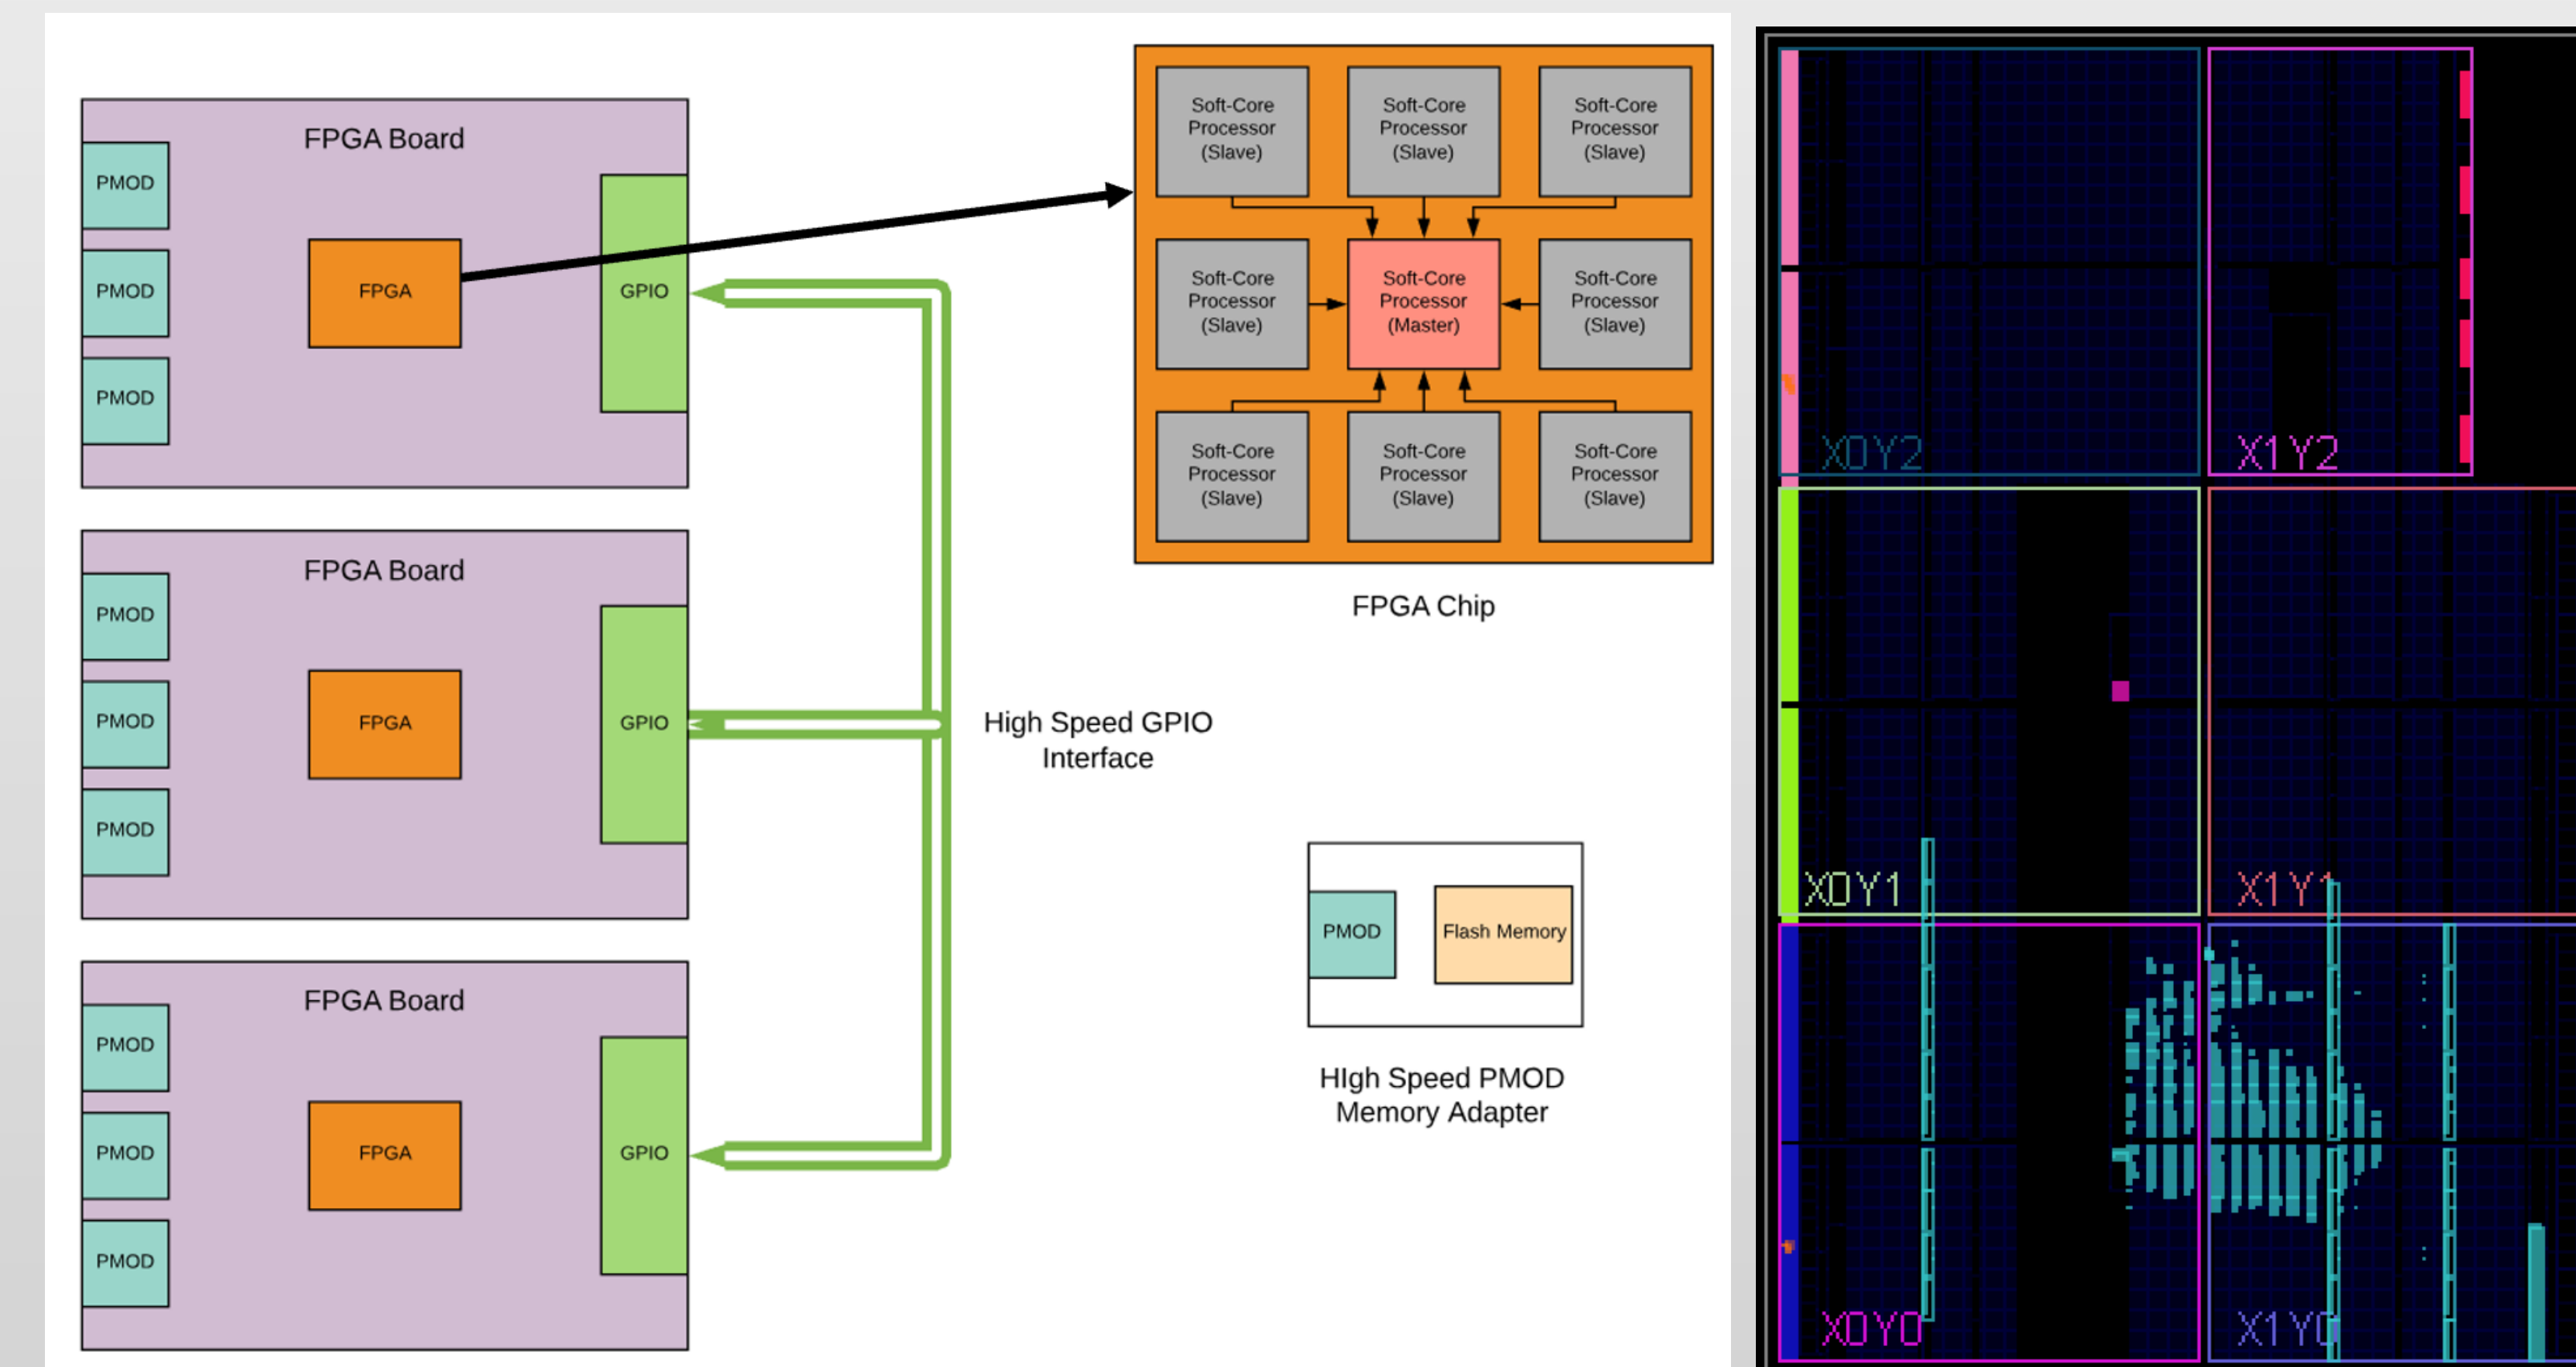 FPGA Board
PMOD
PMOD
PMOD
FPGA
GPIO
FPGA Board
PMOD
PMOD
PMOD
FPGA
GPIO
FPGA Board
PMOD
PMOD
PMOD
FPGA
GPIO
High Speed GPIO
Interface
Soft-Core
Processor
(Slave)
Soft-Core
Processor
(Slave)
Soft-Core
Processor
(Slave)
Soft-Core
Processor
(Slave)
Soft-Core
Processor
(Master)
Soft-Core
Processor
(Slave)
Soft-Core
Processor
(Slave)
Soft-Core
Processor
(Slave)
Soft-Core
Processor
(Slave)
FPGA Chip
PMOD
Flash Memory
HIgh Speed PMOD
Memory Adapter
X0Y2
X1Y2
X0Y1
X1Y1
X0Y0
X1Y0